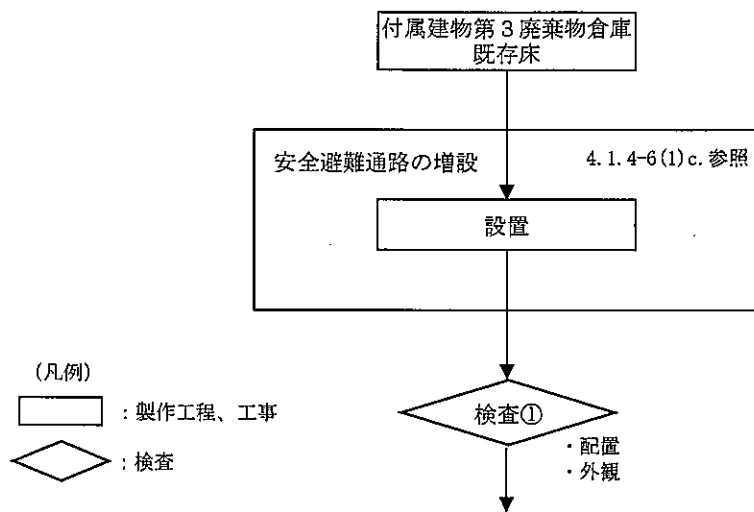 付属建物第3廃棄物倉庫
既存床
安全避難通路の増設
4.1.4-6(1)c.参照
設置
(凡例)
:製作工程、工事
:検査
検査①
・配置
・外観